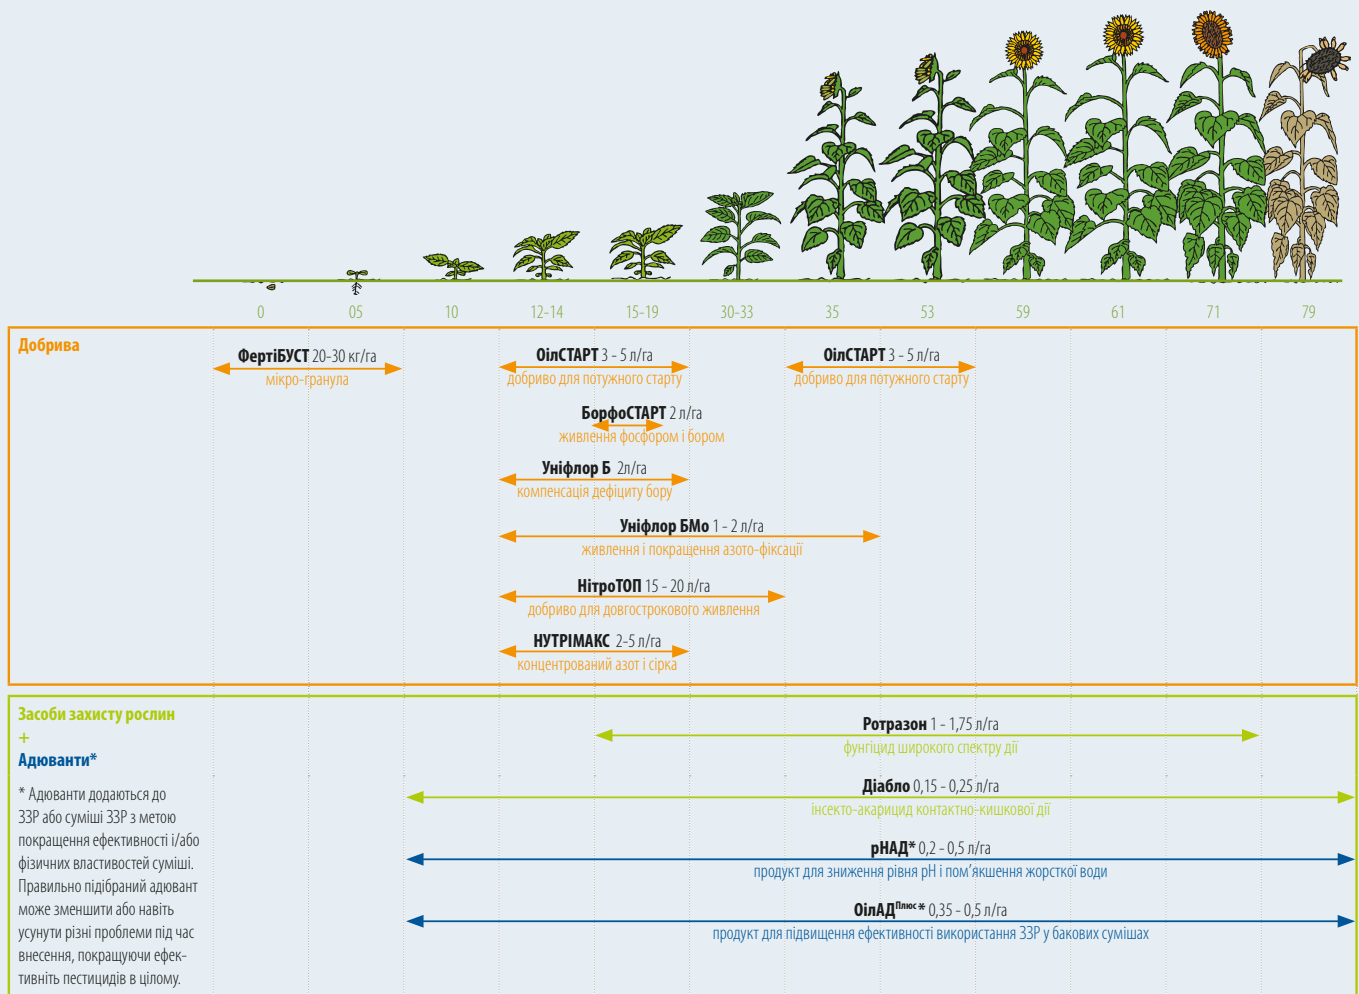 0 05 10 12-14 15-19 30-33 35 53 59 61 71 79
Добрива
ФертіБУСТ 20-30 кг/га
мікро-гранула
ОілСТАРТ 3 - 5 л/га
добриво для потужного старту
ОілСТАРТ 3 - 5 л/га
добриво для потужного старту
БорфоСТАРТ 2 л/га
живлення фосфором і бором
Уніфлор Б 2л/га
компенсація дефіциту бору
Уніфлор БМо 1 - 2 л/га
живлення і покращення азото-фіксації
НітроТОП 15 - 20 л/га
добриво для довгострокового живлення
НУТРІМАКС 2-5 л/га
концентрований азот і сірка
Засоби захисту рослин
+
Адюванти*
* Адюванти додаються до
ЗЗР або суміші ЗЗР з метою
покращення ефективності і/або
фізичних властивостей суміші.
Правильно підібраний адювант
може зменшити або навіть
усунути різні проблеми під час
внесення, покращуючи ефек-
тивніть пестицидів в цілому.
Ротразон 1 - 1,75 л/га
фунгіцид широкого спектру дії
Діабло 0,15 - 0,25 л/га
інсекто-акарицид контактно-кишкової дії
рНАД* 0,2 - 0,5 л/га
продукт для зниження рівня рН і пом’якшення жорсткої води
ОілАДПлюс* 0,35 - 0,5 л/га
продукт для підвищення ефективності використання ЗЗР у бакових сумішах